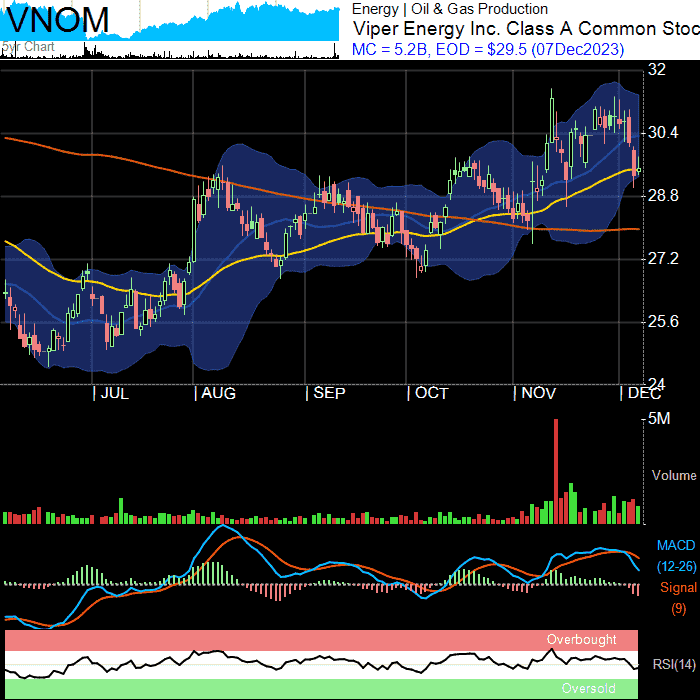 VNOM
5yr Chart
Energy | Oil & Gas Production
Viper Energy Inc. Class A Common Stoc
MC = 5.2B, EOD = $29.5 (07Dec2023)
32
30.4
28.8
27.2
25.6
24
| JUL | AUG | SEP | OCT | NOV | DEC
5M
Volume
MACD
(12-26)
Signal
(9)
Overbought
RSI(14)
Oversold